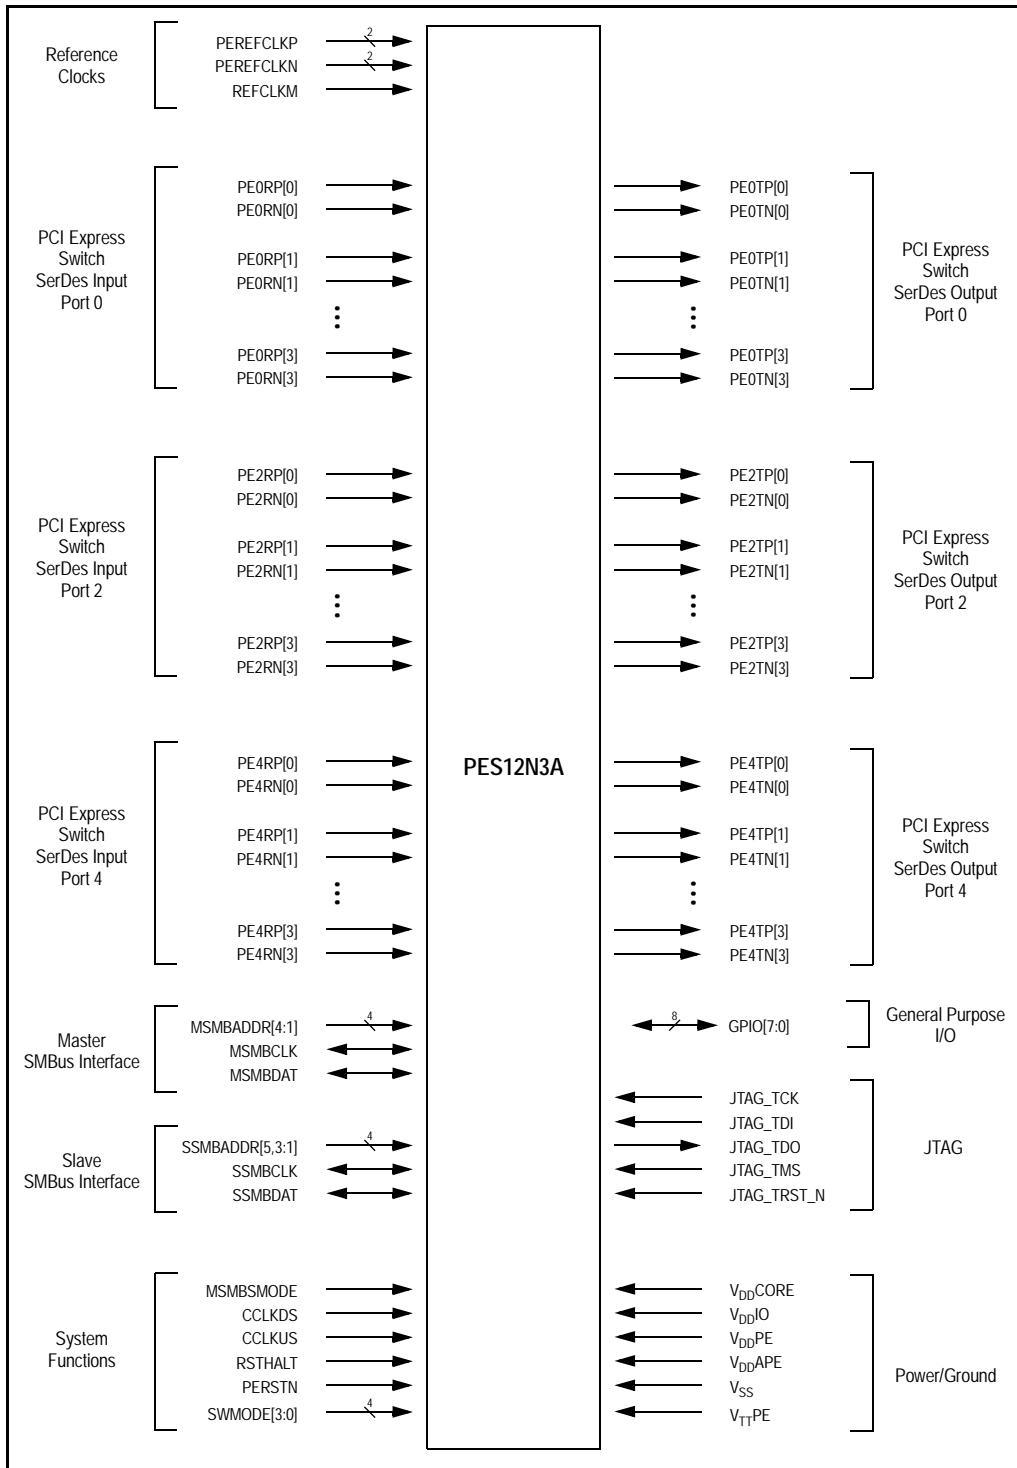 Reference
Clocks
PEREFCLKP
2
PEREFCLKN
2
REFCLKM
PCI Express
Switch
SerDes Input
Port 0
PE0RP[0]
PE0RN[0]
PE0RP[1]
PE0RN[1]
PE0RP[3]
PE0RN[3]
PE0TP[0]
PE0TN[0]
PE0TP[1]
PE0TN[1]
PE0TP[3]
PE0TN[3]
PCI Express
Switch
SerDes Output
Port 0
PCI Express
Switch
SerDes Input
Port 2
PE2RP[0]
PE2RN[0]
PE2RP[1]
PE2RN[1]
PE2RP[3]
PE2RN[3]
PE2TP[0]
PE2TN[0]
PE2TP[1]
PE2TN[1]
PE2TP[3]
PE2TN[3]
PCI Express
Switch
SerDes Output
Port 2
PES12N3A
PCI Express
Switch
SerDes Input
Port 4
PE4RP[0]
PE4RN[0]
PE4RP[1]
PE4RN[1]
PE4RP[3]
PE4RN[3]
PE4TP[0]
PE4TN[0]
PE4TP[1]
PE4TN[1]
PE4TP[3]
PE4TN[3]
PCI Express
Switch
SerDes Output
Port 4
Master
SMBus Interface
MSMBADDR[4:1]
4
MSMBCLK
MSMBDAT
8
GPIO[7:0]
General Purpose
I/O
Slave
SMBus Interface
SSMBADDR[5,3:1]
4
SSMBCLK
SSMBDAT
JTAG_TCK
JTAG_TDI
JTAG_TDO
JTAG_TMS
JTAG_TRST_N
JTAG
System
Functions
MSMBSMODE
CCLKDS
CCLKUS
RSTHALT
PERSTN
SWMODE[3:0]
4
VDDCORE
VDDIO
VDDPE
VDDAPE
VSS
VTTPE
Power/Ground